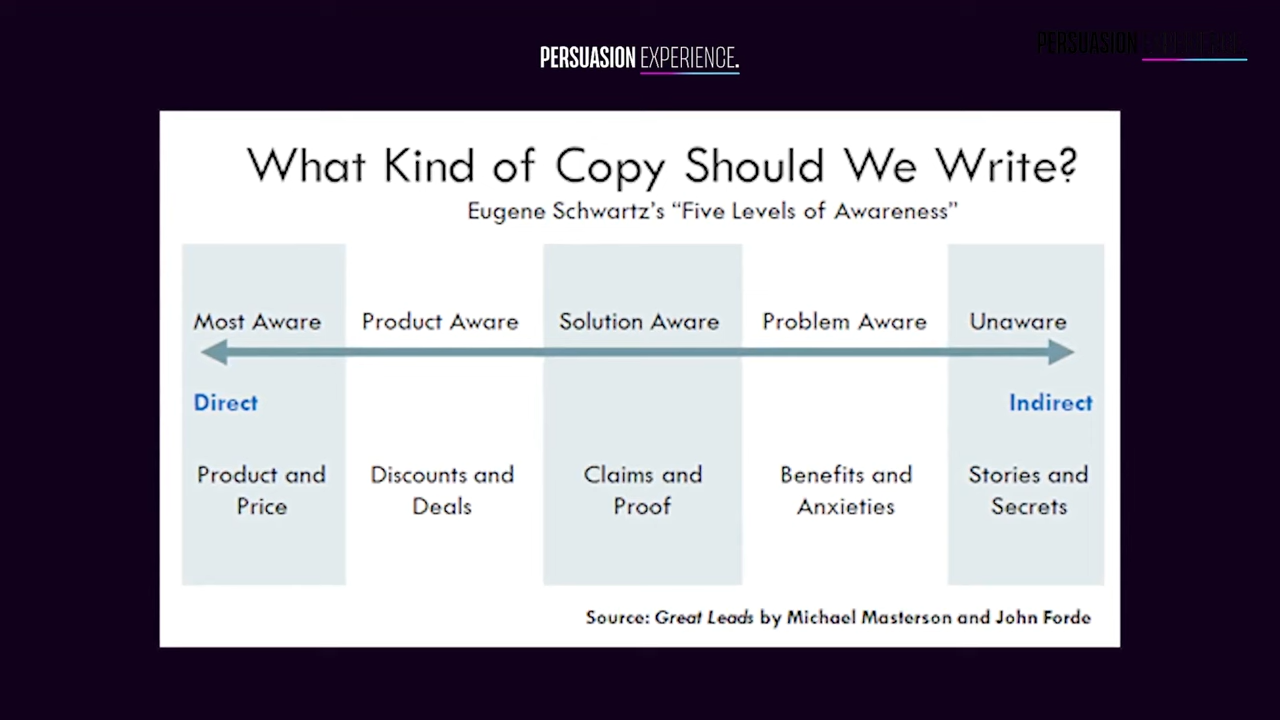 PERSUASION EXPERIENCE.
PERSUASION
What Kind of Copy Should We Write?
Eugene Schwartz's “Five Levels of Awareness”
Most Aware Product Aware Solution Aware Problem Aware Unaware
Direct Indirect
Product and Price
Discounts and Deals
Claims and Proof
Benefits and Anxieties
Stories and Secrets
Source: Great Leads by Michael Masterson and John Forde